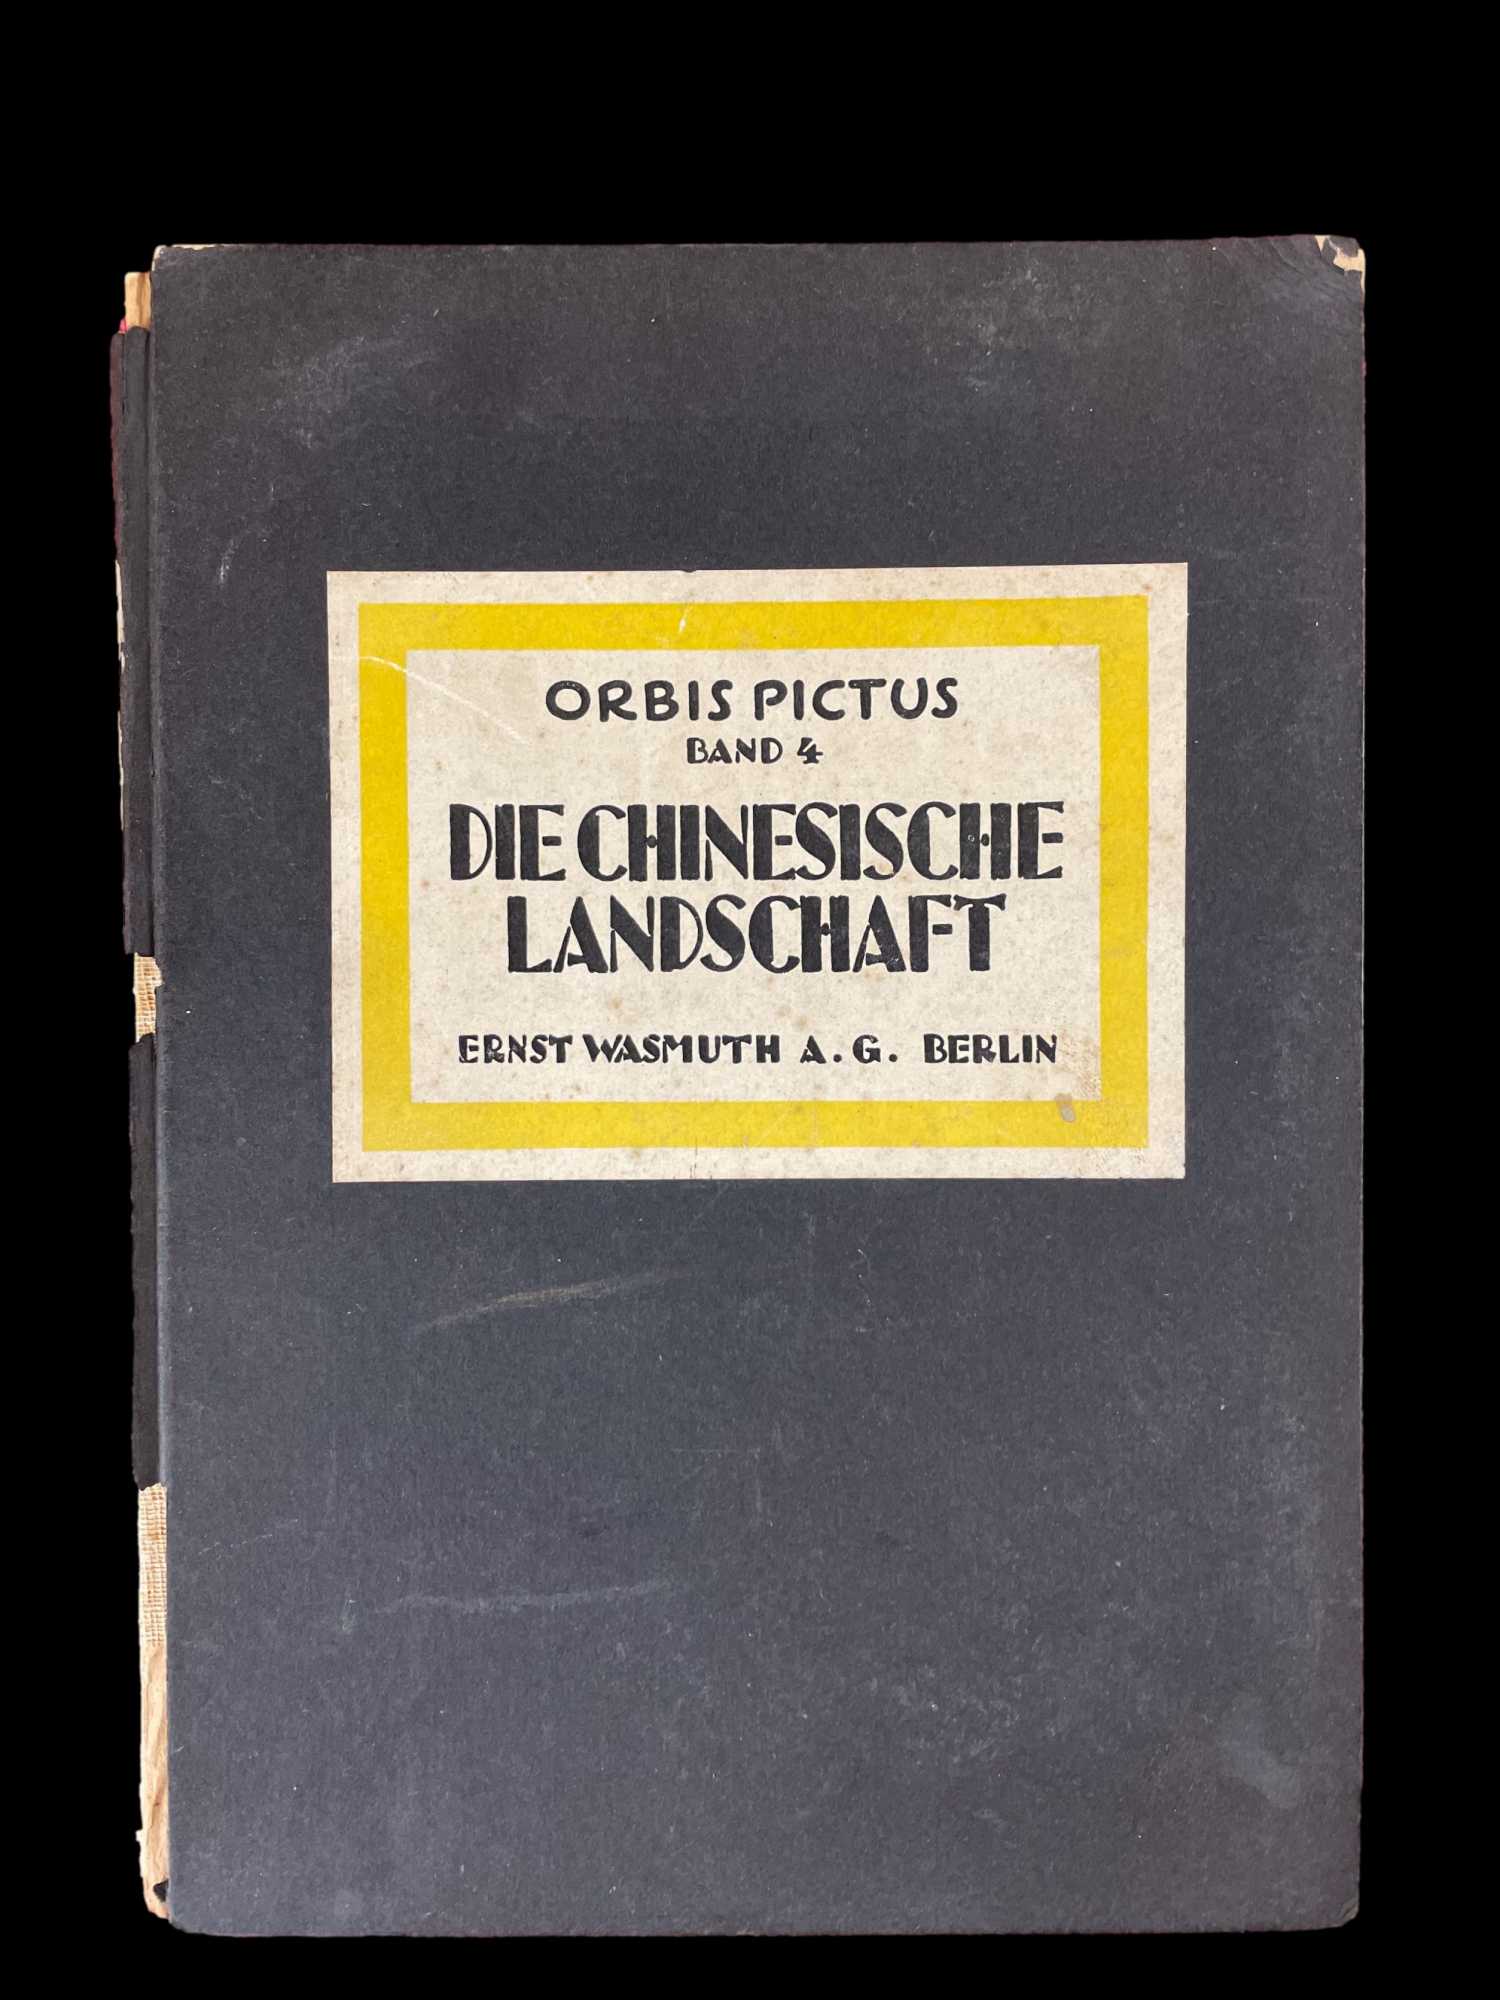 ORBIS PICTUS
BAND 4
DIE CHINESISCHE
LANDSCHAFT
ERNST WASMUTH A.G. BERLIN